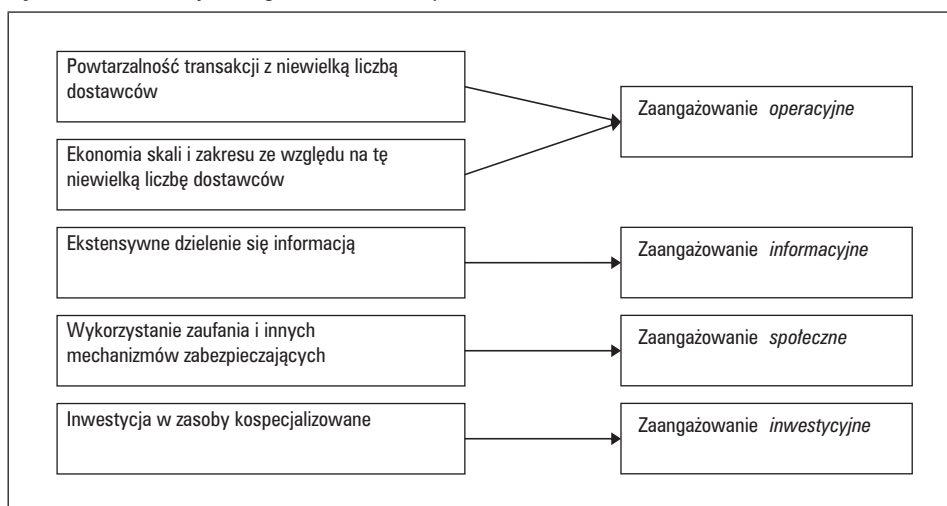 Powtarzalność transakcji z niewielką liczbą
dostawców
Zaangażowanie operacyjne
Ekonomia skali i zakresu ze względu na tę
niewielką liczbę dostawców
Ekstensywne dzielenie się informacją
Zaangażowanie informacyjne
Wykorzystanie zaufania i innych
mechanizmów zabezpieczających
Zaangażowanie społeczne
Inwestycja w zasoby kospecjalizowane
Zaangażowanie inwestycyjne